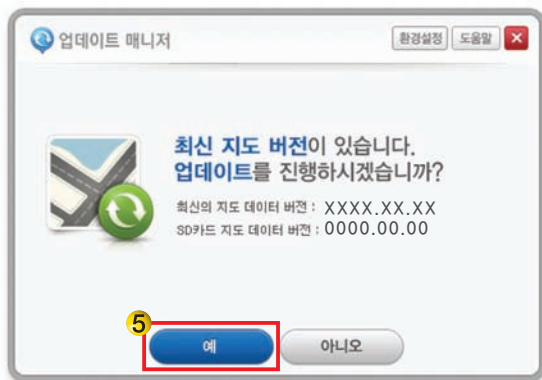 업데이트 매니저
환경설정 도움말
최신 지도 버전이 있습니다.
업데이트를 진행하시겠습니까?
최신의 지도 데이터 버전 : XXXX.XX.XX
SD카드 지도 데이터 버전 : 0000.00.00
5
예 아니오